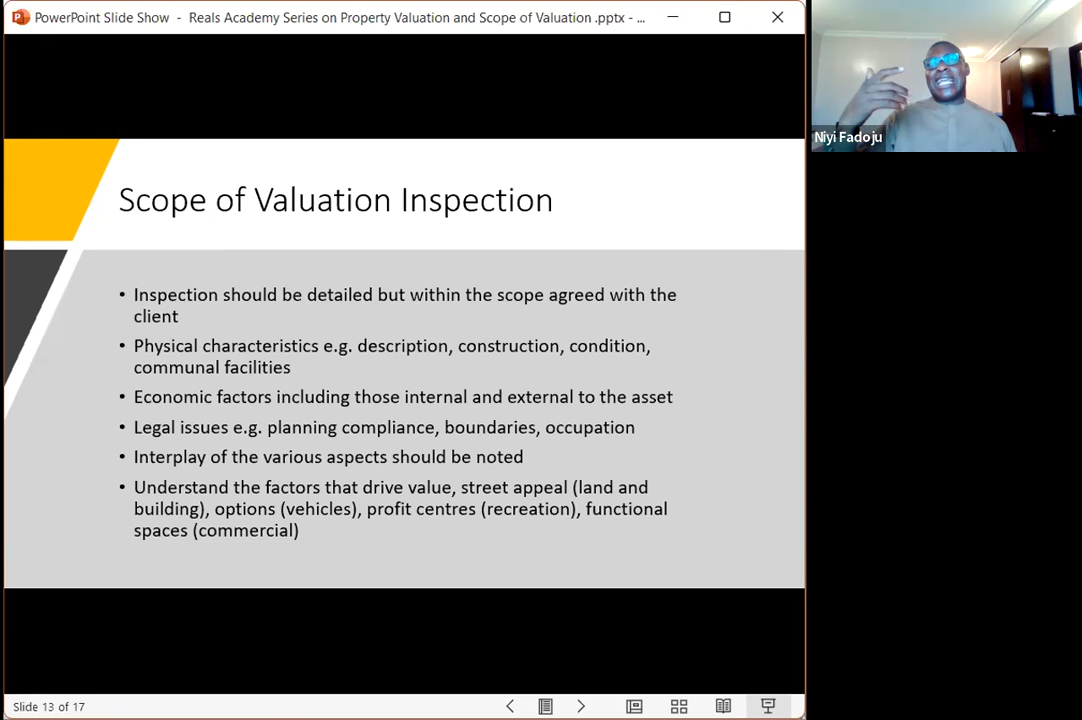 PowerPoint Slide Show - Reals Academy Series on Property Valuation and Scope of Valuation .pptx - ...
Niyi Fadoju
Scope of Valuation Inspection
• Inspection should be detailed but within the scope agreed with the
client
• Physical characteristics e.g. description, construction, condition,
communal facilities
• Economic factors including those internal and external to the asset
• Legal issues e.g. planning compliance, boundaries, occupation
• Interplay of the various aspects should be noted
• Understand the factors that drive value, street appeal (land and
building), options (vehicles), profit centres (recreation), functional
spaces (commercial)
Slide 13 of 17